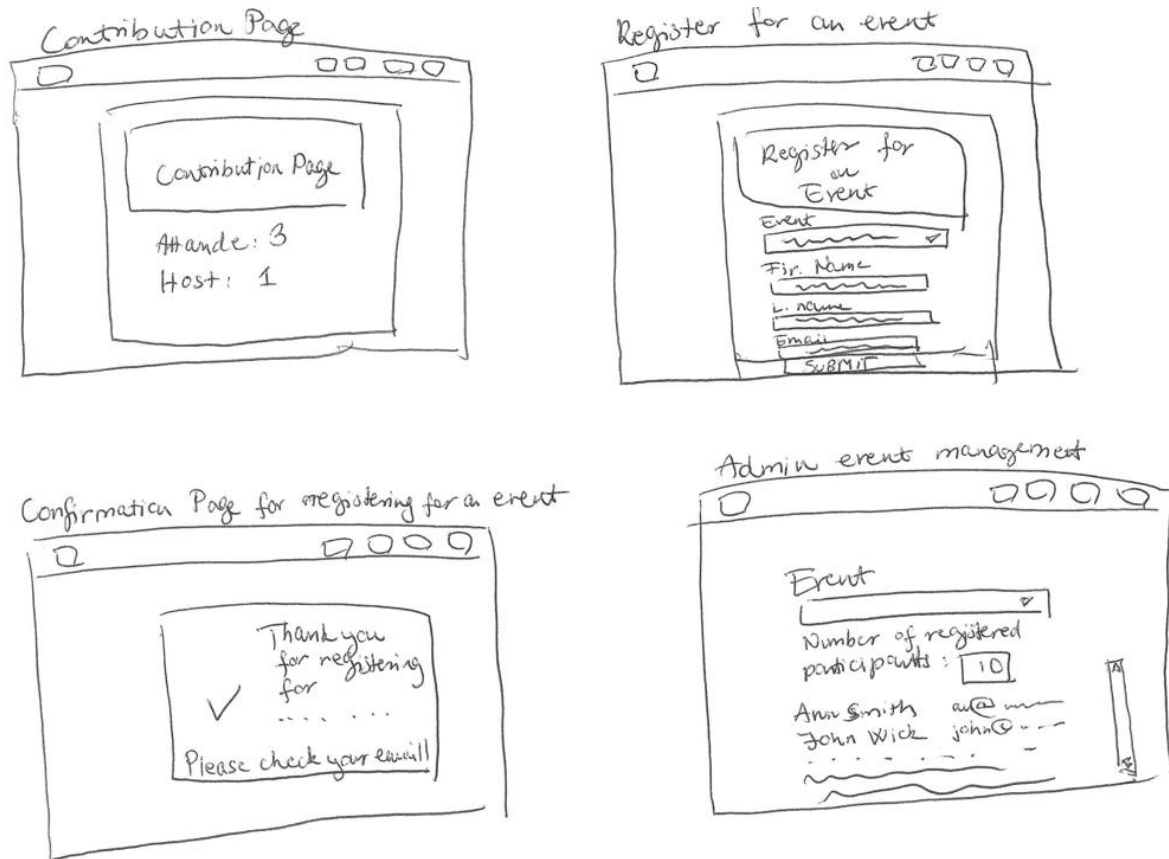 Contribution Page
Contribution Page
Attande: 3
Host: 1
Register for an event
Register for
an
Event
Event
Fir. Name
L. name
Email
SUBMIT
Confirmation Page for registering for an event
Thank you
for registering
for
. . . . . . .
Please check your email!
Admin event management
Event
Number of registered
participants: 10
Ann Smith
John Wick john@